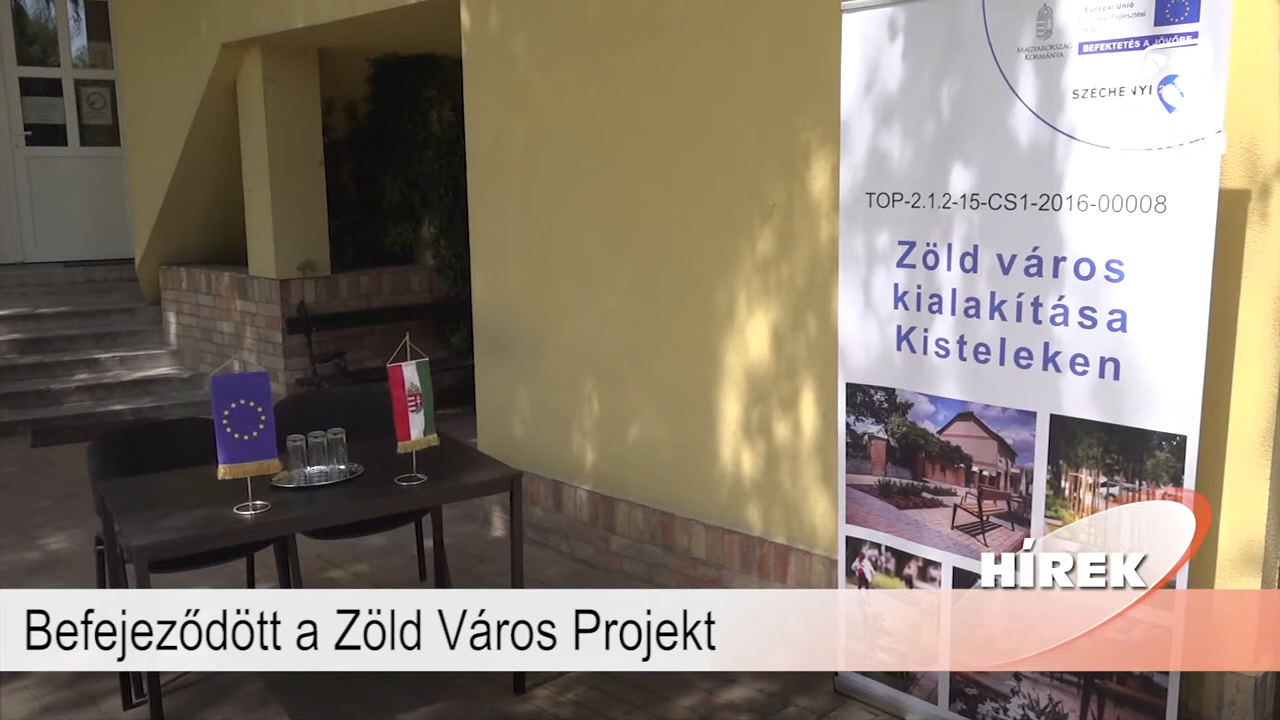 Európai Unió
MAGYARORSZÁG
KORMÁNYA
BEFEKTETÉS A JÖVŐBE
SZÉCHENYI
TOP-2.1.2-15-CS1-2016-00008
Zöld város
kialakítása
Kisteleken
HÍREK
Befejeződött a Zöld Város Projekt